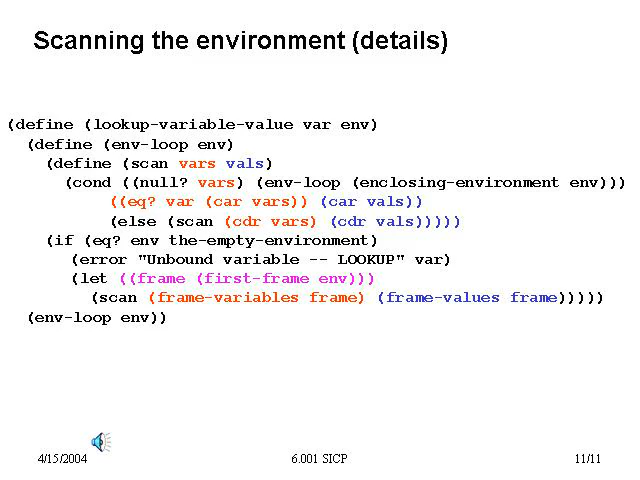 Scanning the environment (details)
(define (lookup-variable-value var env)
(define (env-loop env)
(define (scan vars vals)
(cond ((null? vars) (env-loop (enclosing-environment env)))
((eq? var (car vars)) (car vals))
(else (scan (cdr vars) (cdr vals)))))
(if (eq? env the-empty-environment)
(error "Unbound variable -- LOOKUP" var)
(let ((frame (first-frame env)))
(scan (frame-variables frame) (frame-values frame)))))
(env-loop env))
4/15/2004 6.001 SICP 11/11